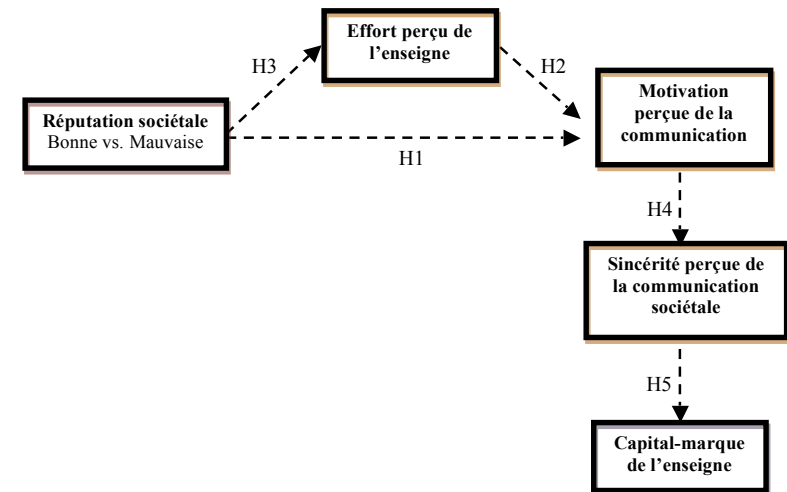 Effort perçu de
l’enseigne
H3
H2
Réputation sociétale
Bonne vs. Mauvaise
Motivation
perçue de la
communication
H1
H4
Sincérité perçue de
la communication
sociétale
H5
Capital-marque
de l’enseigne